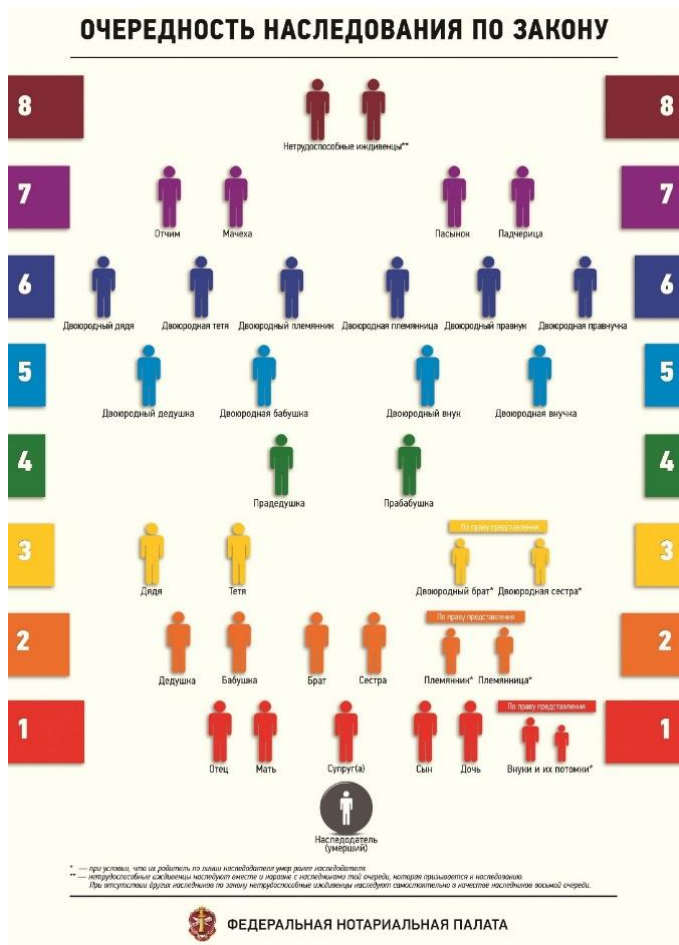 ОЧЕРЕДНОСТЬ НАСЛЕДОВАНИЯ ПО ЗАКОНУ
8 8
Нетрудоспособные иждивенцы**
7 7
Отчим Мачеха Пасынок Падчерица
6 6
Двоюродный дядя Двоюродная тетя Двоюродный племянник Двоюродная племянница Двоюродный правнук Двоюродная правнучка
5 5
Двоюродный дедушка Двоюродная бабушка Двоюродный внук Двоюродная внучка
4 4
Прадедушка Прабабушка
3 3
По праву представления
Дядя Тетя Двоюродный брат* Двоюродная сестра*
2 2
По праву представления
Дедушка Бабушка Брат Сестра Племянник* Племянница*
1 1
По праву представления
Отец Мать Супруг(а) Сын Дочь Внуки и их потомки*
Наследодатель
(умерший)
* — при условии, что их родитель по линии наследодателя умер ранее наследодателя
** — нетрудоспособные иждивенцы наследуют вместе и наравне с наследниками той очереди, которая призывается к наследованию.
При отсутствии других наследников по закону нетрудоспособные иждивенцы наследуют самостоятельно в качестве наследников восьмой очереди.
ФЕДЕРАЛЬНАЯ НОТАРИАЛЬНАЯ ПАЛАТА